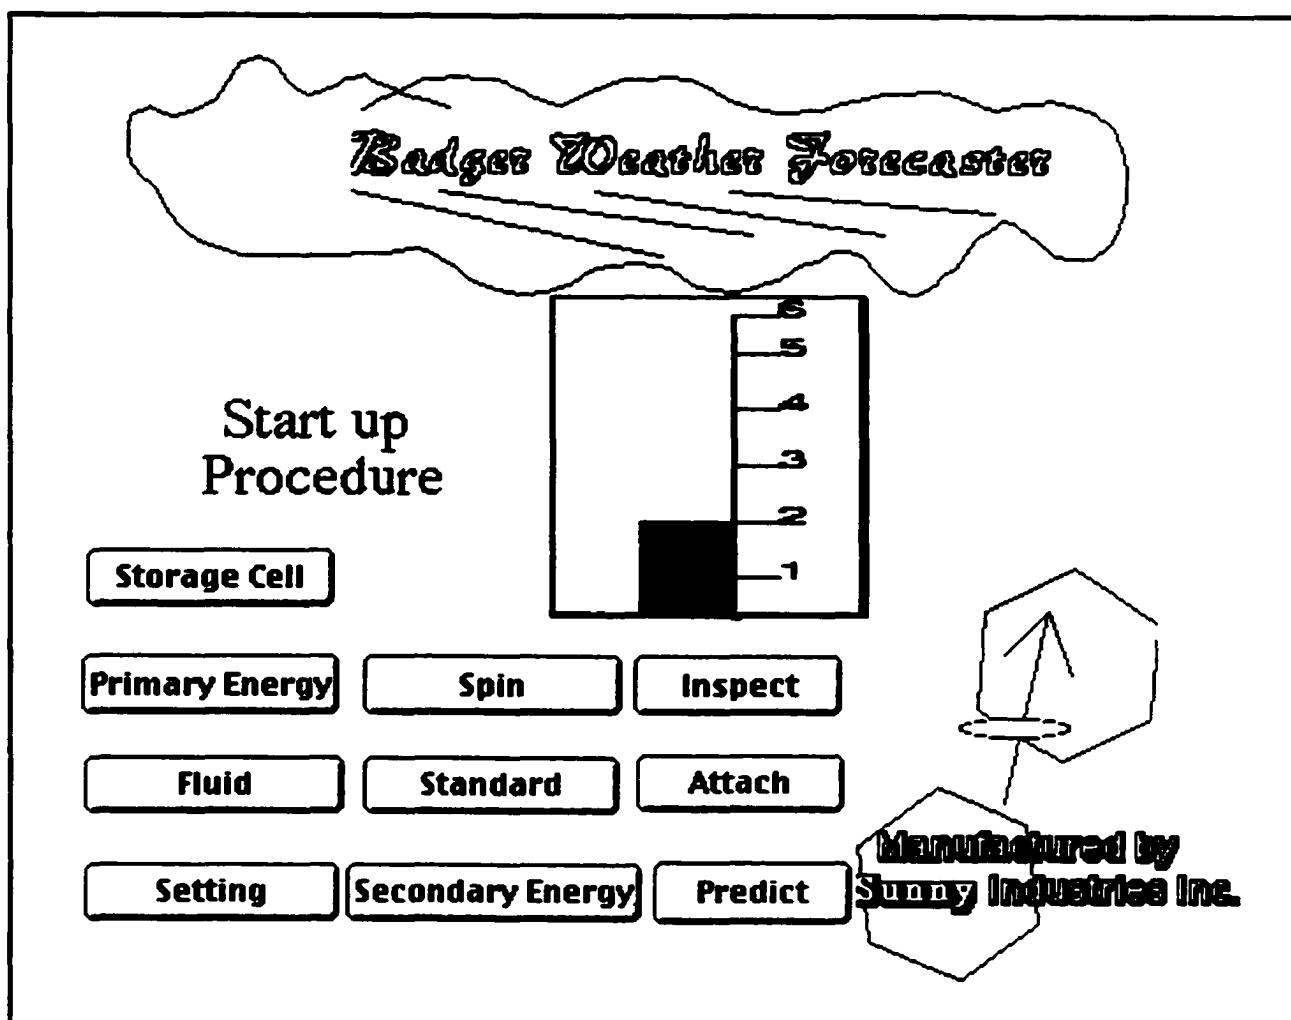 Badger Weather Forecaster
6
5
4
3
2
1
Start up
Procedure
Storage Cell
Primary Energy
Spin
Inspect
Fluid
Standard
Attach
Setting
Secondary Energy
Predict
Manufactured by
Sunny Industries Inc.